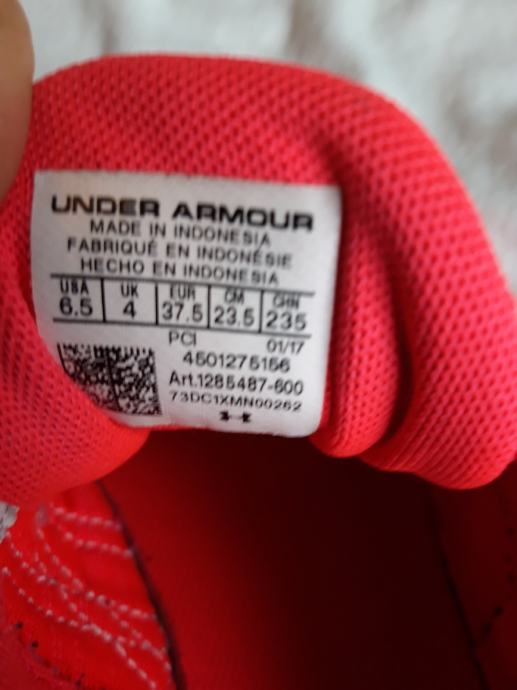 UNDER ARMOUR
MADE IN INDONESIA
FABRIQUÉ EN INDONÉSIE
HECHO EN INDONESIA
USA UK EUR CM CHN
6.5 4 37.5 23.5 235
PCI 01/17
4501275156
Art.1285487-600
73DC1XMN00262